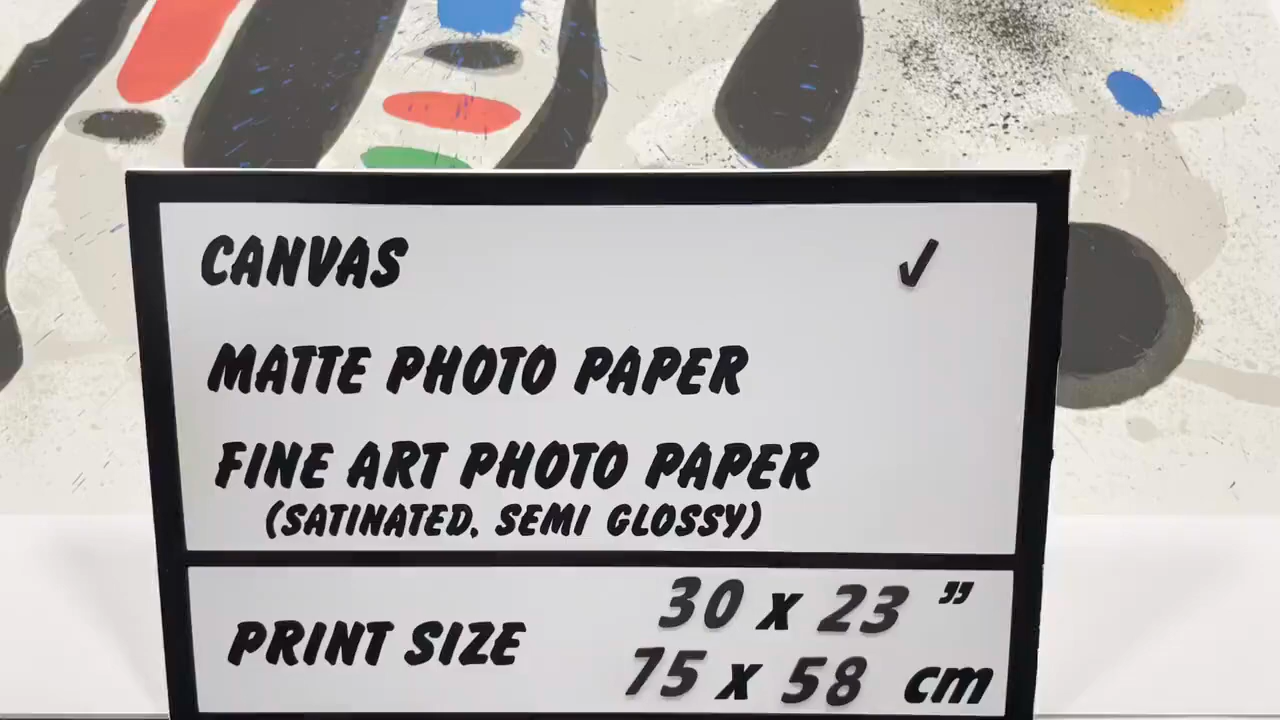 CANVAS ✓
MATTE PHOTO PAPER
FINE ART PHOTO PAPER
(SATINATED, SEMI GLOSSY)
PRINT SIZE
30 x 23 ”
75 x 58 cm